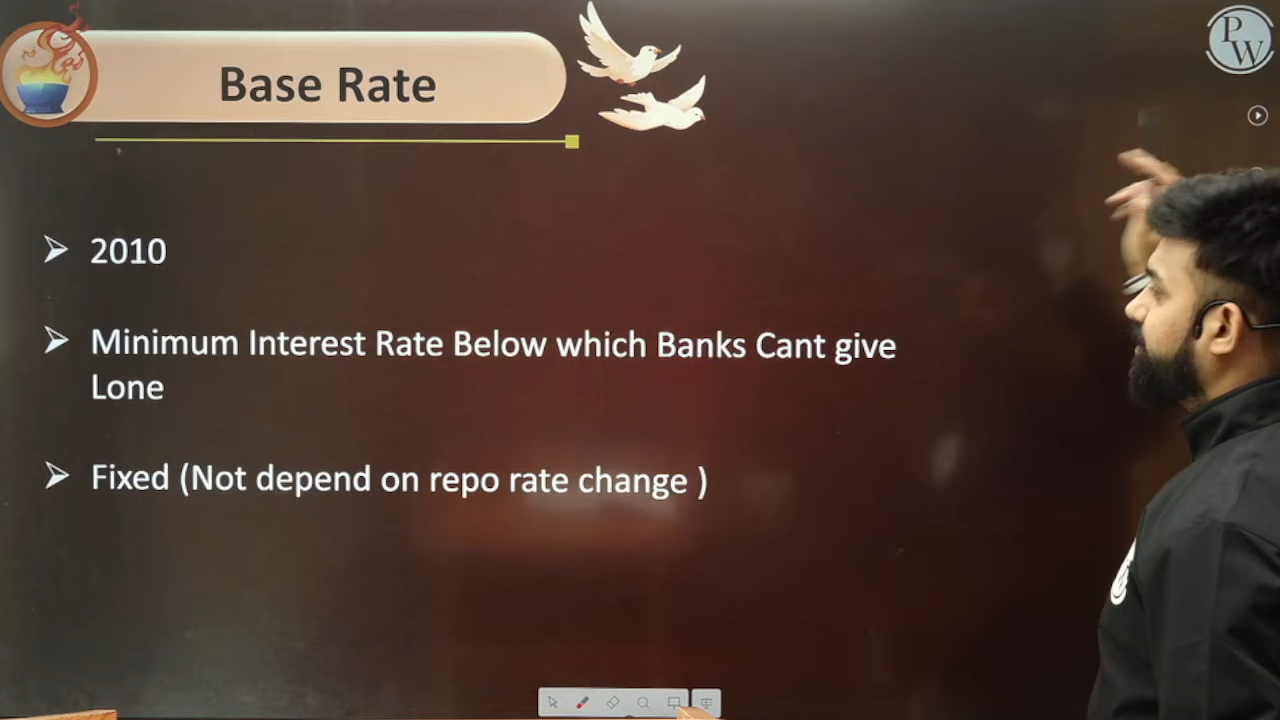 Base Rate
PW
➢ 2010
➢ Minimum Interest Rate Below which Banks Cant give
Lone
➢ Fixed (Not depend on repo rate change )